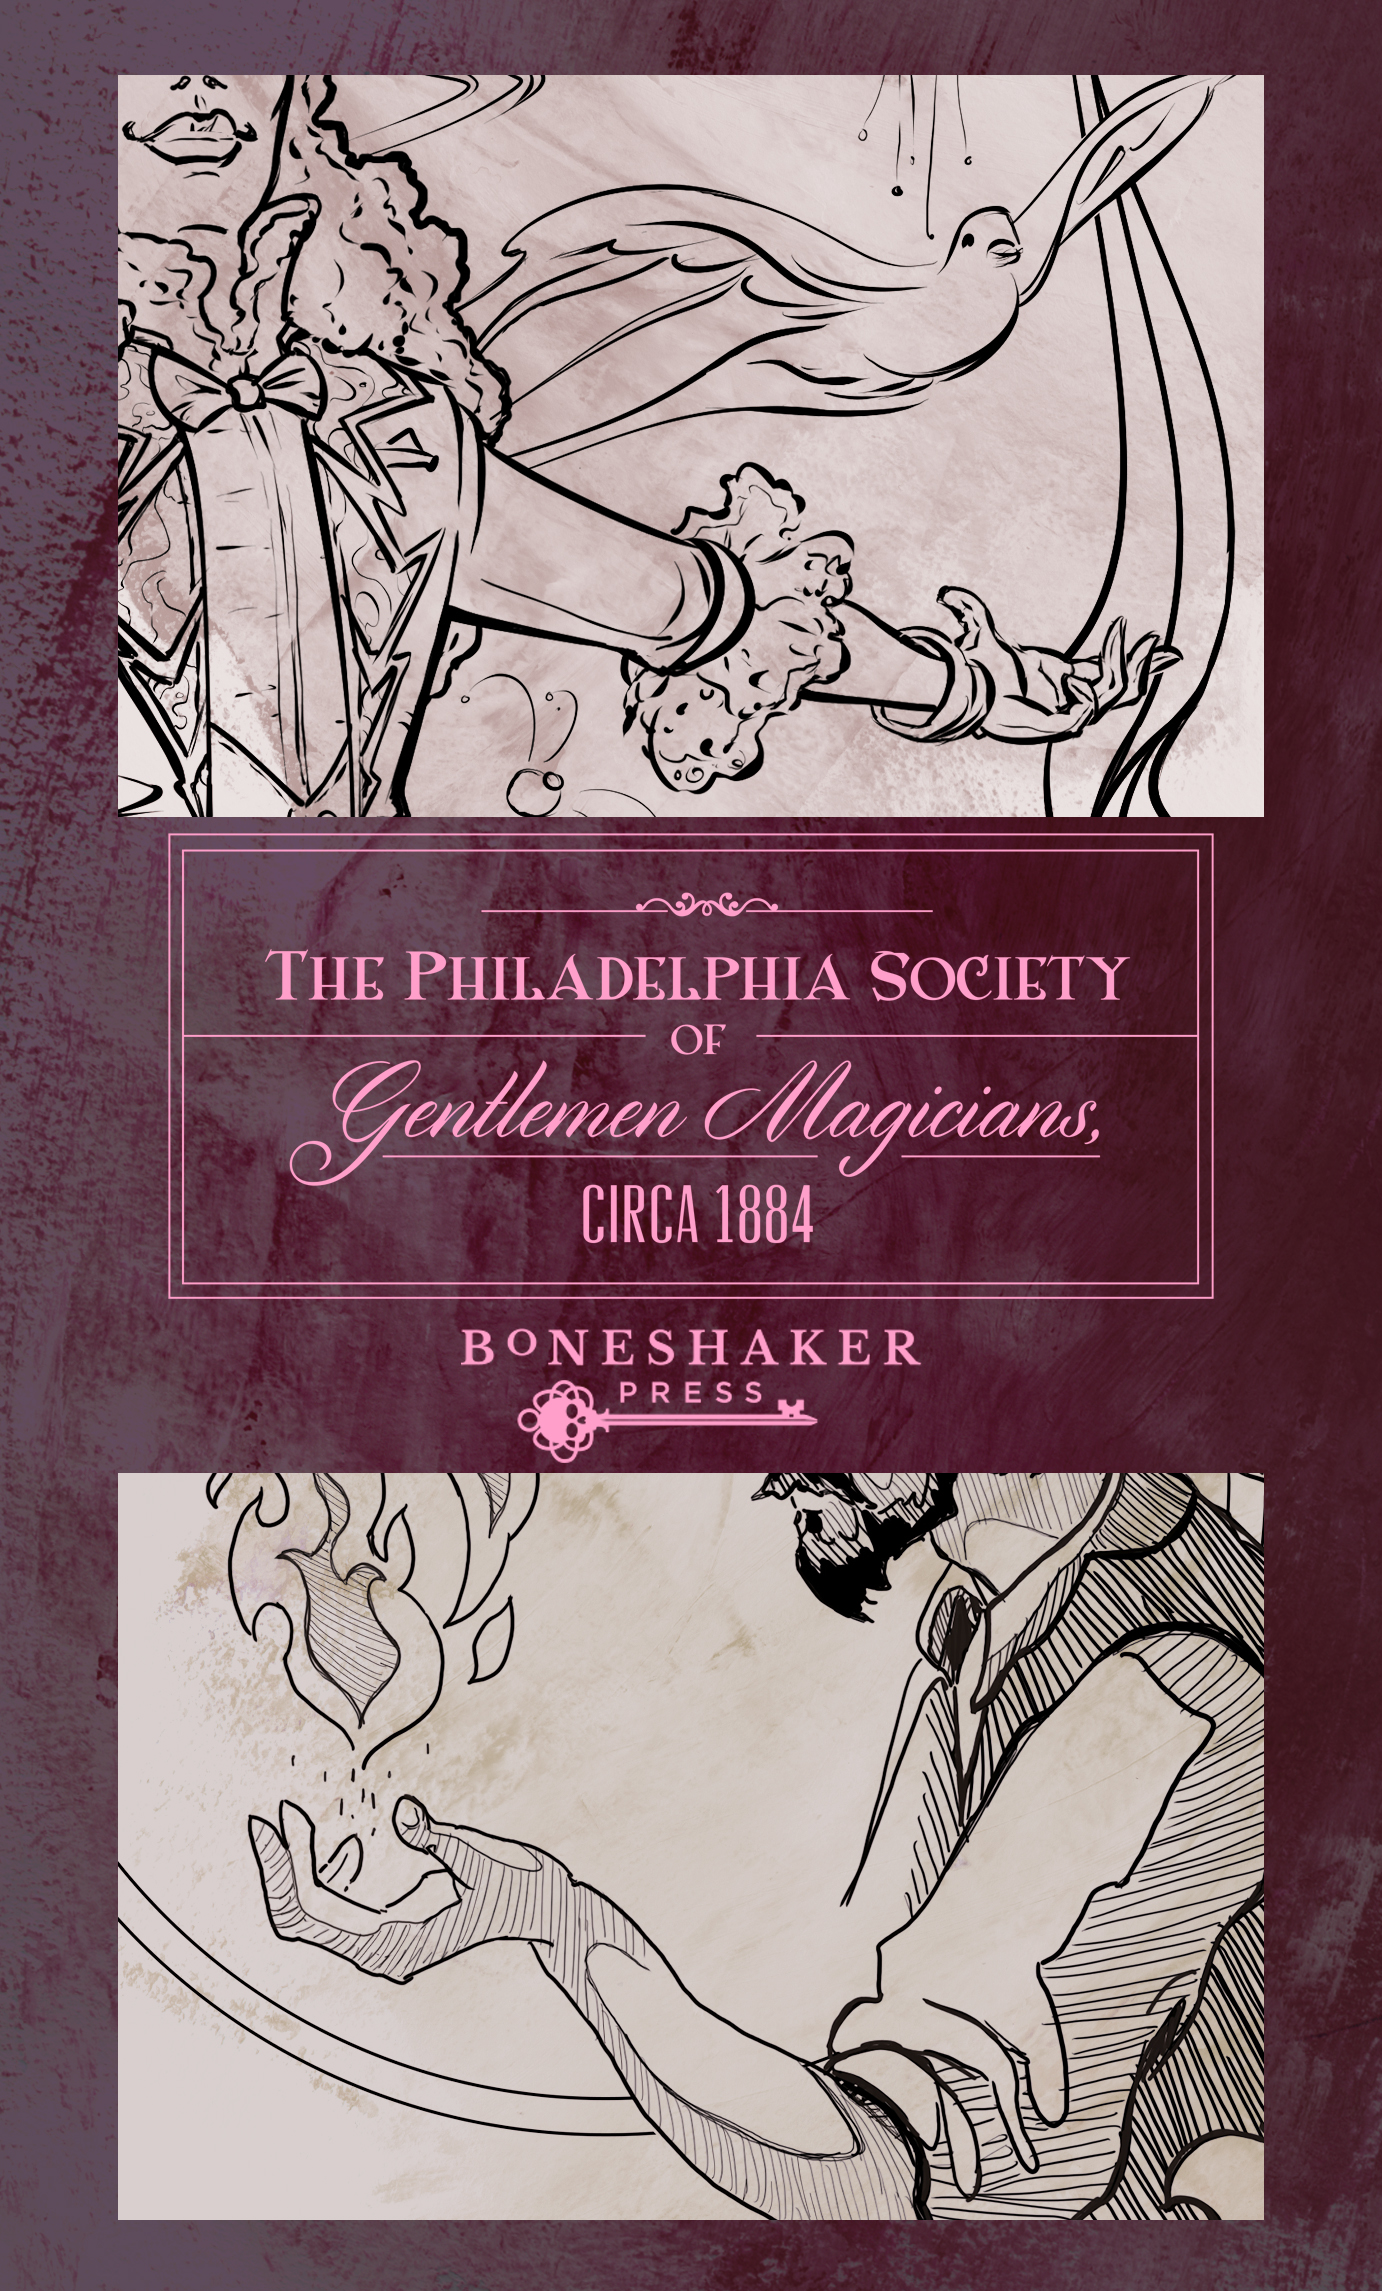 THE PHILADELPHIA SOCIETY
OF
Gentlemen Magicians,
CIRCA 1884
BONESHAKER
PRESS